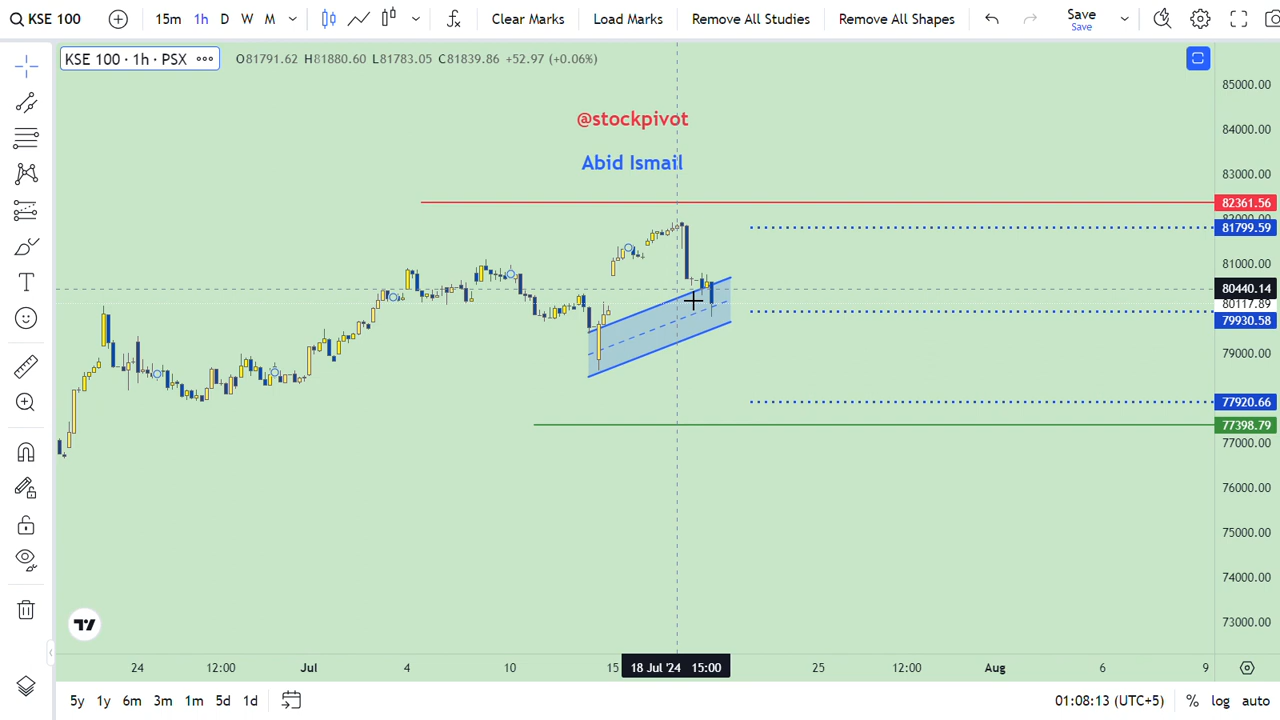 KSE 100 15m 1h D W M Clear Marks Load Marks Remove All Studies Remove All Shapes Save
Save
KSE 100 · 1h · PSX O81791.62 H81880.60 L81783.05 C81839.86 +52.97 (+0.06%)
85000.00
@stockpivot
84000.00
Abid Ismail
83000.00
82361.56
82000.00
81799.59
81000.00
80440.14
80117.89
79930.58
79000.00
77920.66
77398.79
77000.00
76000.00
75000.00
74000.00
73000.00
24 12:00 Jul 4 10 15 18 Jul '24 15:00 25 12:00 Aug 6 9
5y 1y 6m 3m 1m 5d 1d 01:08:13 (UTC+5) % log auto